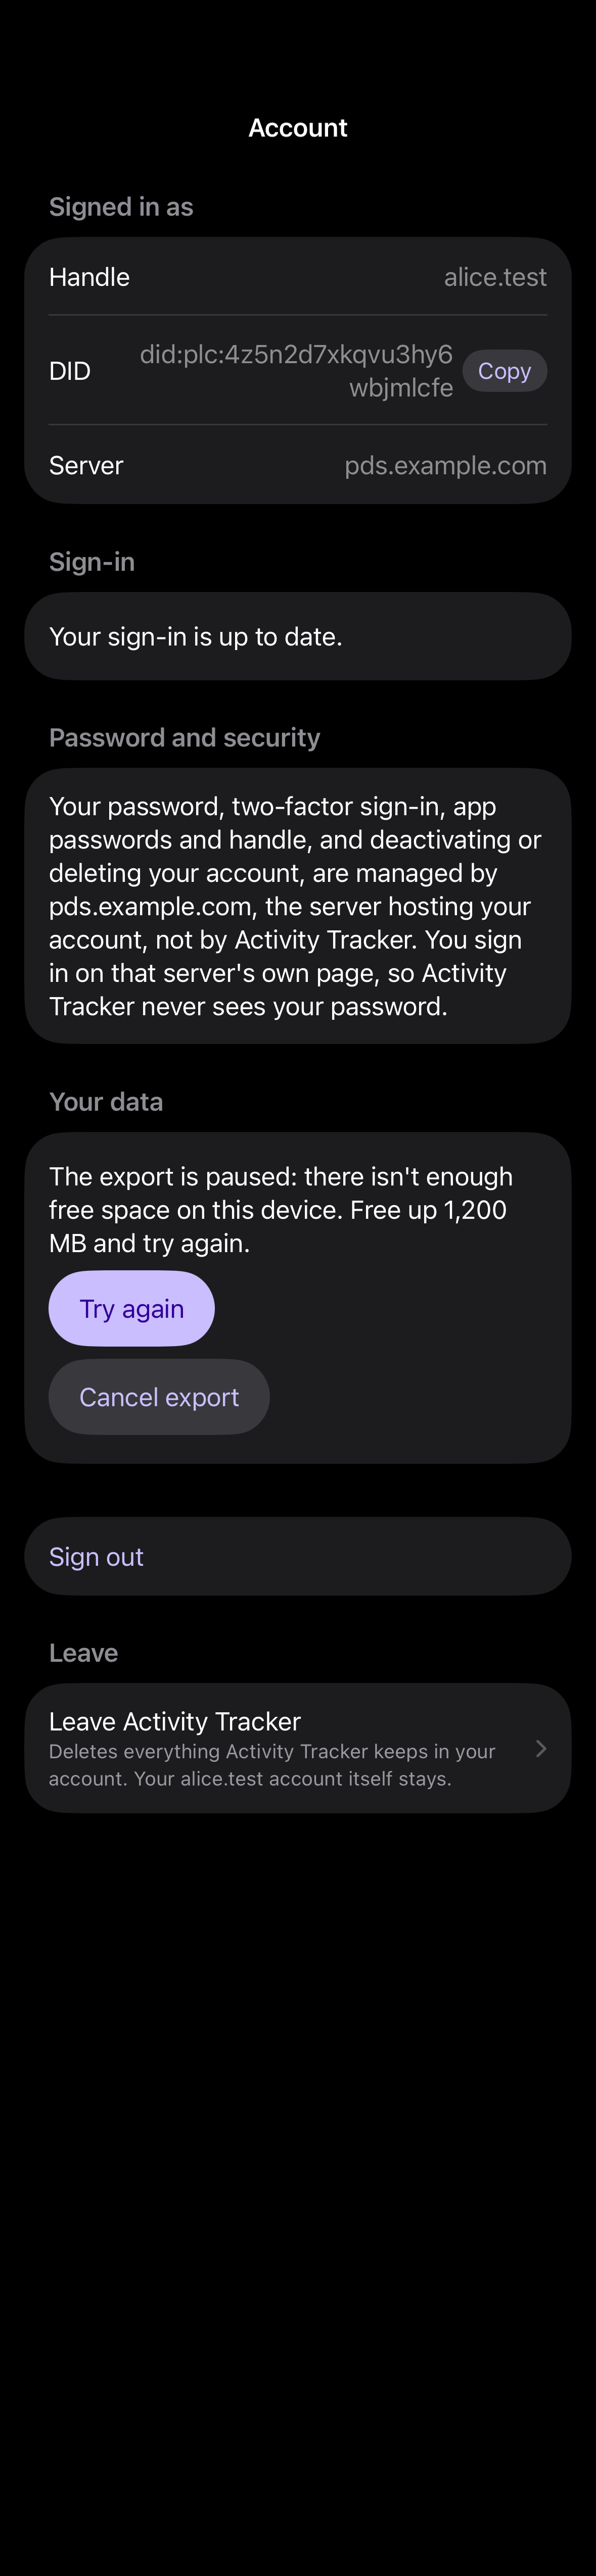 Account
Signed in as
Handle
alice.test
DID
did:plc:4z5n2d7xkqvu3hy6
wbjmlcfe
Copy
Server
pds.example.com
Sign-in
Your sign-in is up to date.
Password and security
Your password, two-factor sign-in, app
passwords and handle, and deactivating or
deleting your account, are managed by
pds.example.com, the server hosting your
account, not by Activity Tracker. You sign
in on that server's own page, so Activity
Tracker never sees your password.
Your data
The export is paused: there isn't enough
free space on this device. Free up 1,200
MB and try again.
Try again
Cancel export
Sign out
Leave
Leave Activity Tracker
Deletes everything Activity Tracker keeps in your
account. Your alice.test account itself stays.